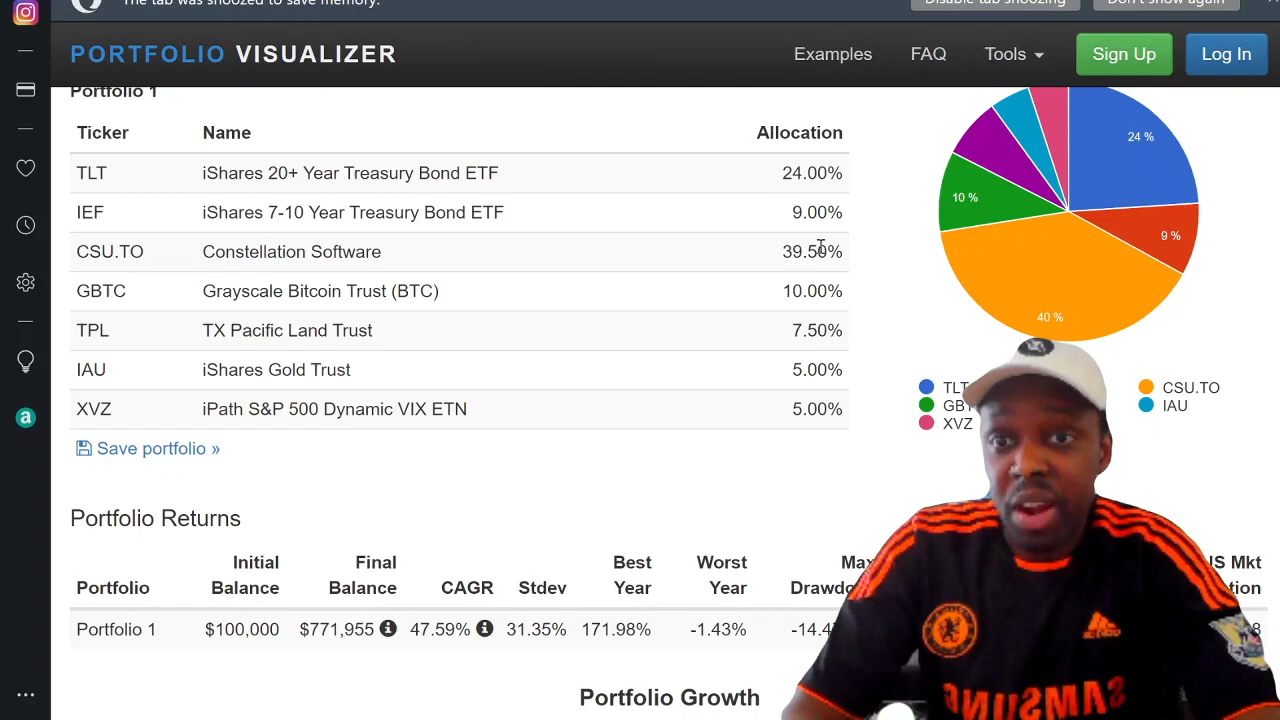 The tab was snoozed to save memory.
Disable tab snoozing
Don't show again
PORTFOLIO VISUALIZER
Examples
FAQ
Tools
Sign Up
Log In
Portfolio 1
Ticker Name Allocation
TLT iShares 20+ Year Treasury Bond ETF 24.00%
IEF iShares 7-10 Year Treasury Bond ETF 9.00%
CSU.TO Constellation Software 39.50%
GBTC Grayscale Bitcoin Trust (BTC) 10.00%
TPL TX Pacific Land Trust 7.50%
IAU iShares Gold Trust 5.00%
XVZ iPath S&P 500 Dynamic VIX ETN 5.00%
Save portfolio »
24 %
10 %
9 %
40 %
TLT
CSU.TO
IAU
XVZ
a
Portfolio Returns
Portfolio Initial Balance Final Balance CAGR Stdev Best Year Worst Year Max
Portfolio 1 $100,000 $771,955 47.59% 31.35% 171.98% -1.43%
Portfolio Growth
SAMSUNG